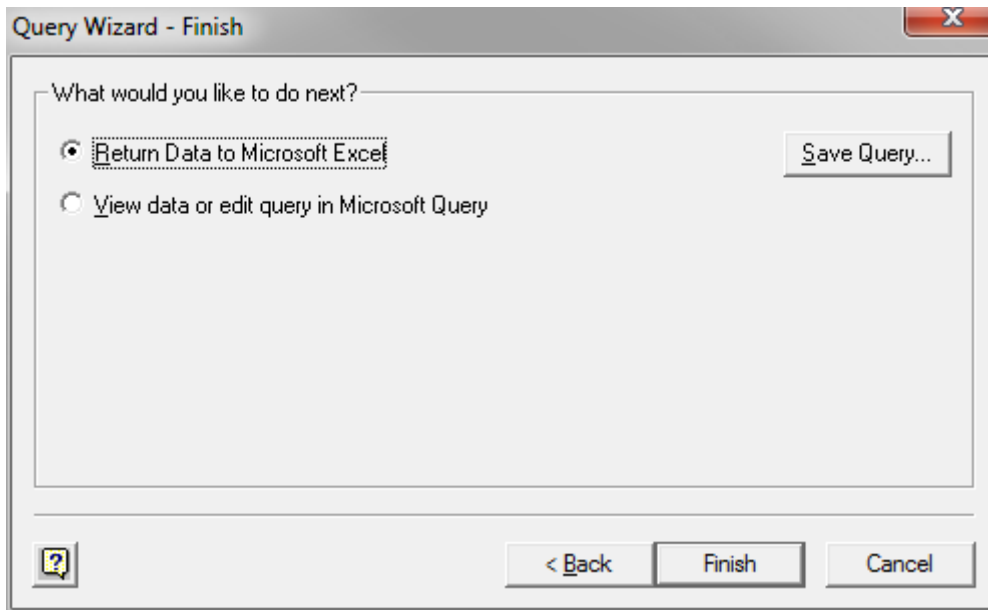 Query Wizard - Finish
What would you like to do next?
Return Data to Microsoft Excel
Save Query...
View data or edit query in Microsoft Query
?
< Back
Finish
Cancel